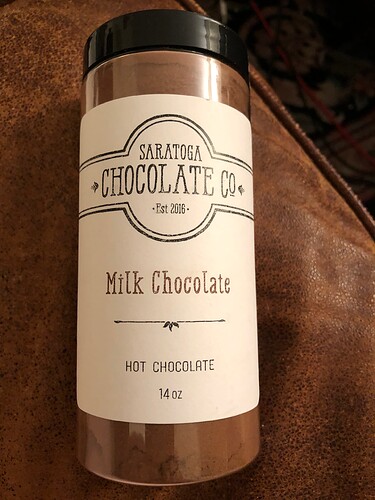 SARATOGA
CHOCOLATE CO
·Est 2016·
Milk Chocolate
HOT CHOCOLATE
14 oz